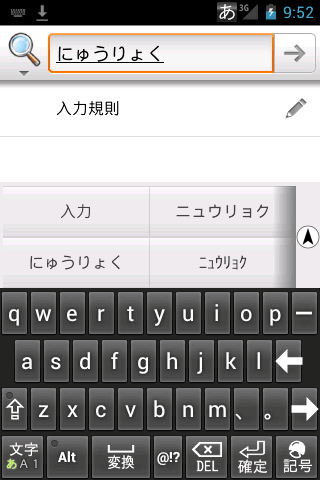 あ 3G 9:52
にゅうりょく
入力規則
入力 ニュウリョク
にゅうりょく ﾆｭｳﾘｮｸ
q w e r t y u i o p ー
a s d f g h j k l
z x c v b n m 、 。
文字 あA1 Alt 変換 @!? DEL 確定 記号